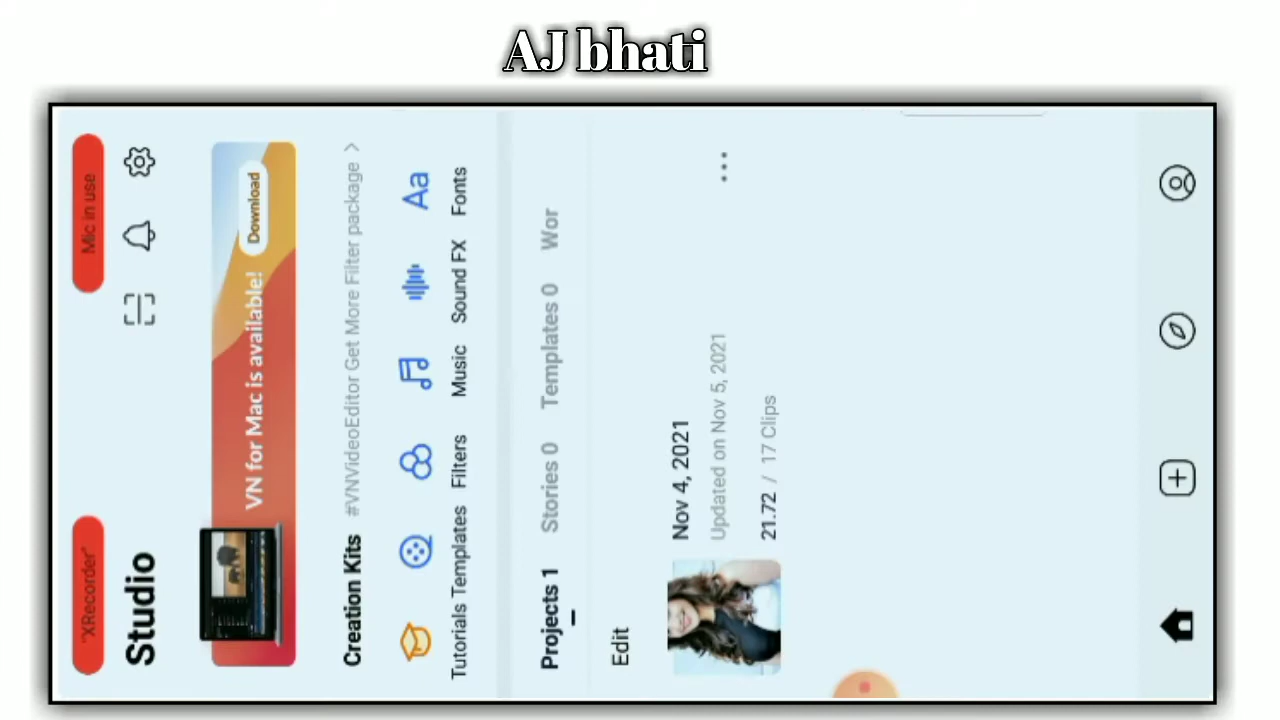 AJ bhati
"XRecorder"
Mic in use
Studio
VN for Mac is available!
Download
Creation Kits
#VNVideoEditor Get More Filter package >
Tutorials
Templates
Filters
Music
Sound FX
Aa
Fonts
Projects 1
Stories 0
Templates 0
Wor
Edit
Nov 4, 2021
Updated on Nov 5, 2021
21.72 / 17 Clips